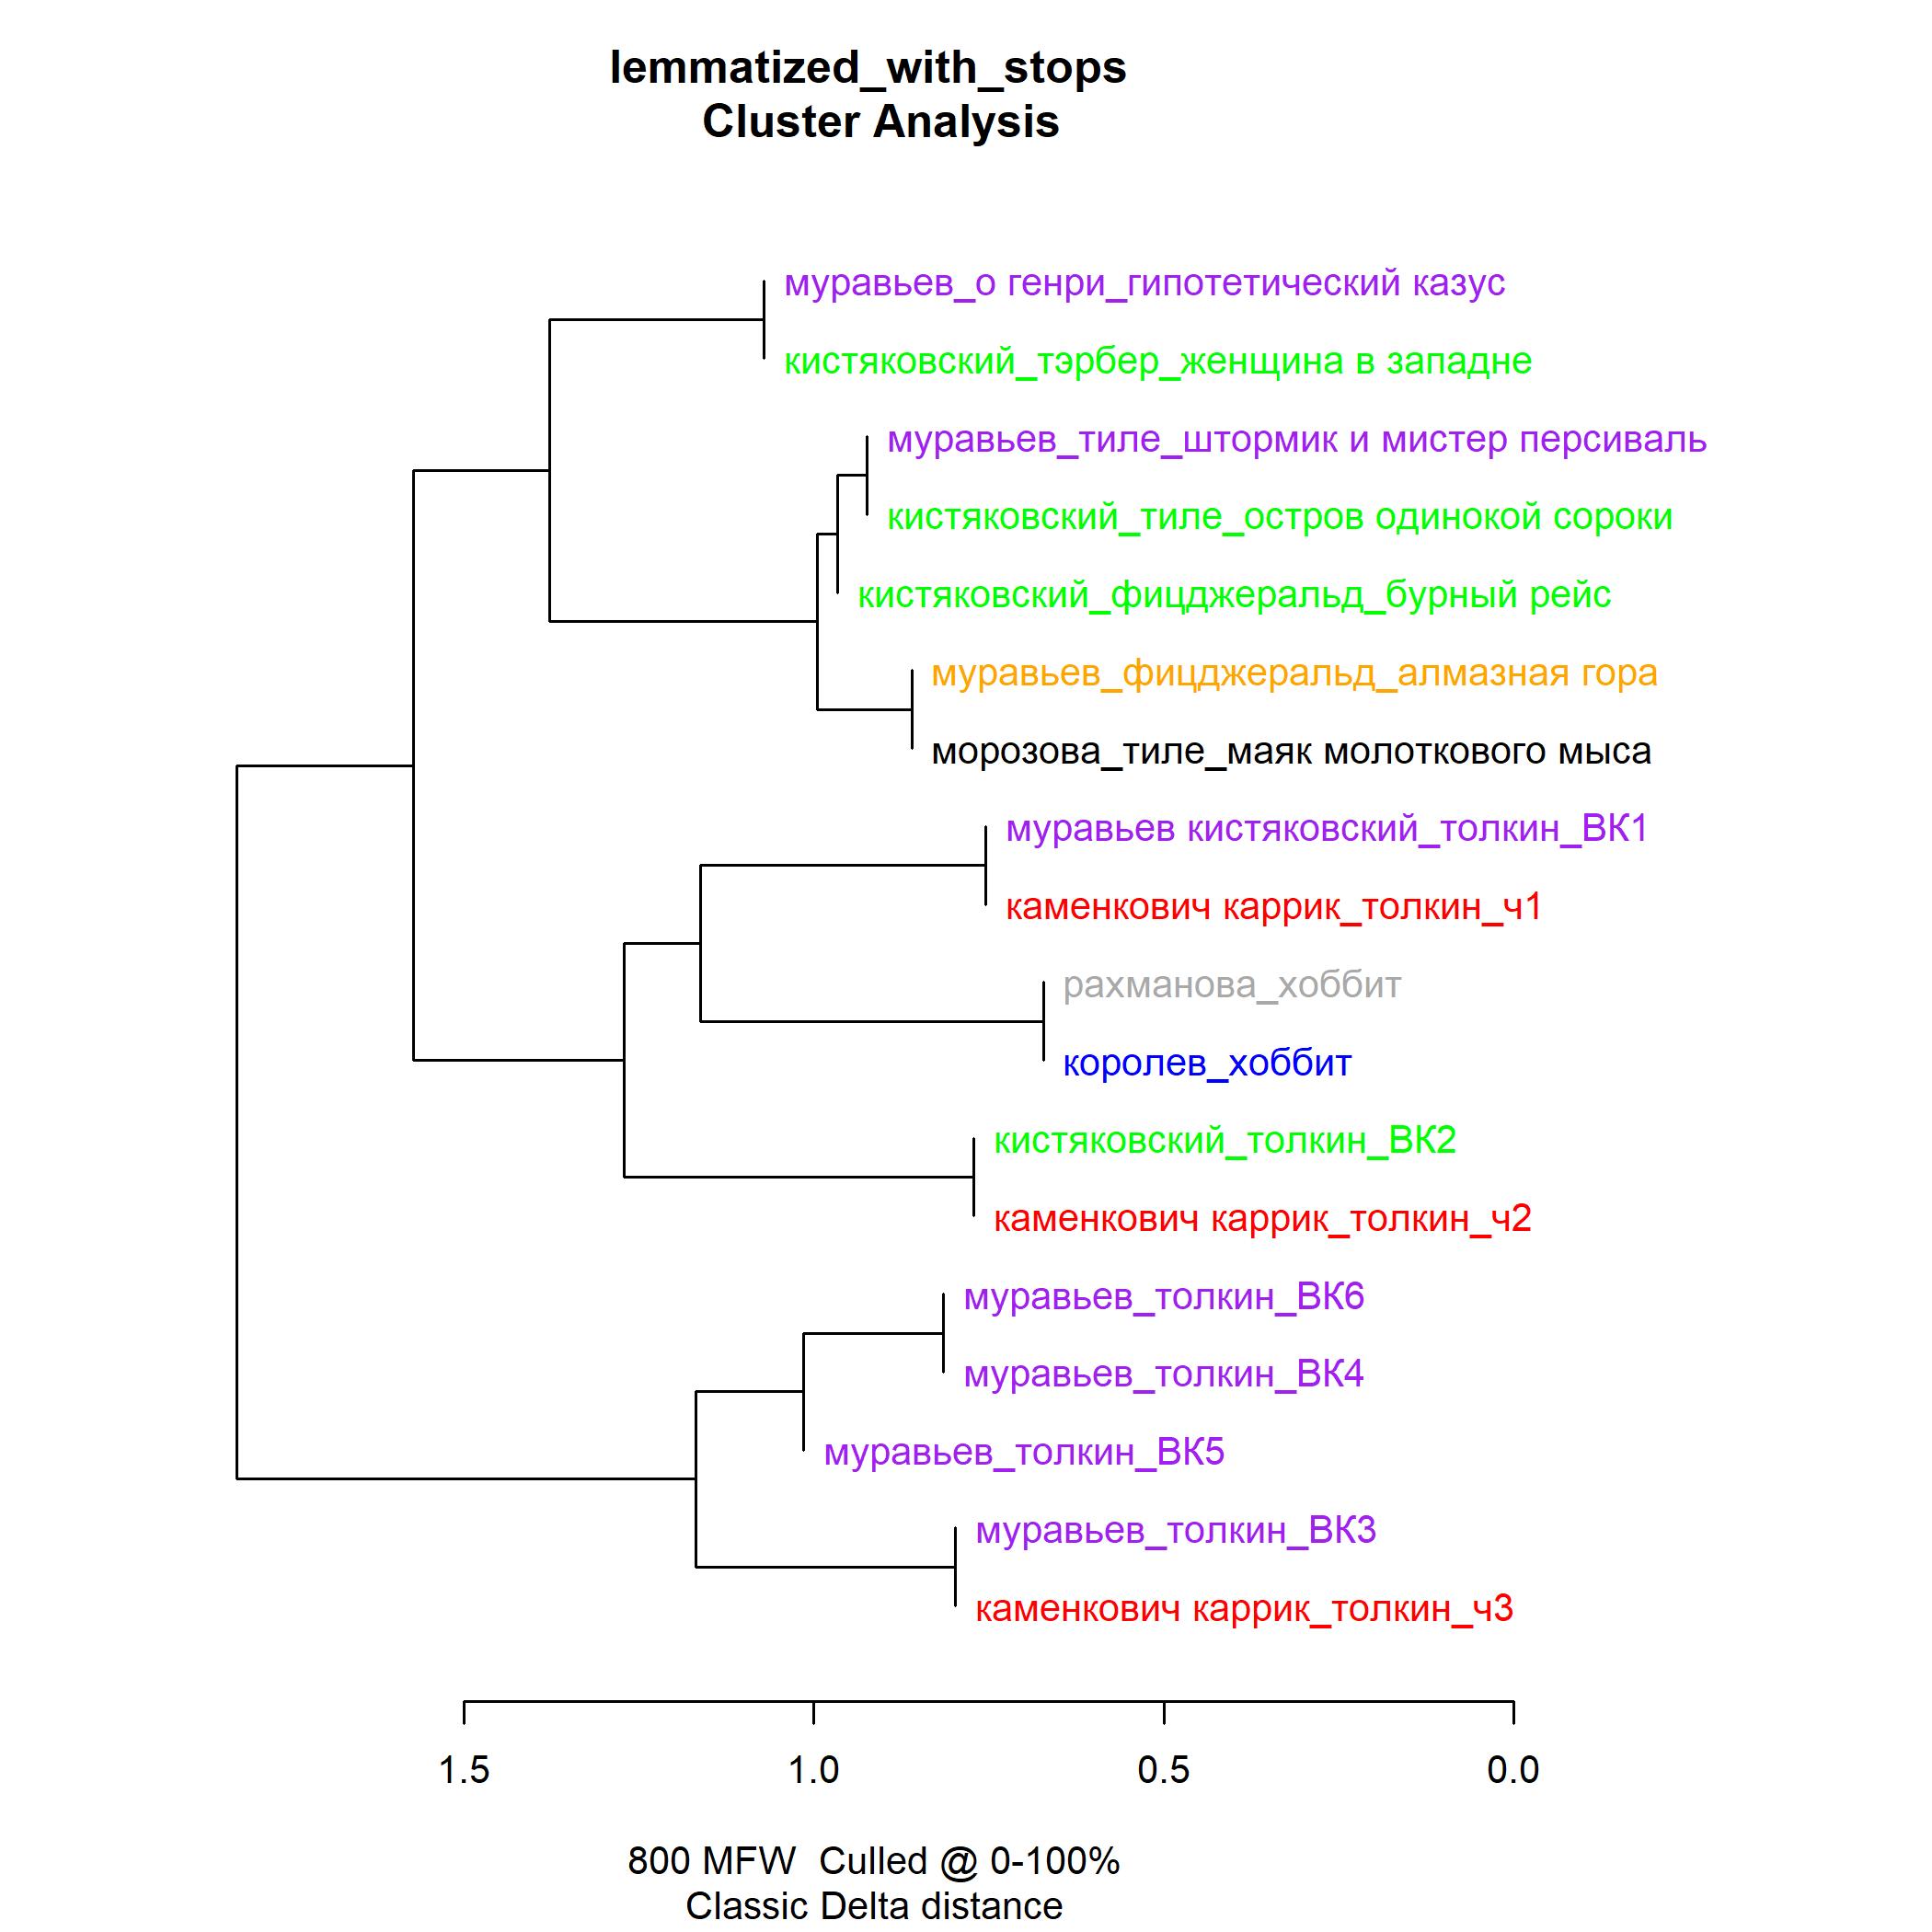 lemmatized_with_stops
Cluster Analysis
муравьев_о генри_гипотетический казус
кистяковский_тэрбер_женщина в западне
муравьев_тиле_штормик и мистер персиваль
кистяковский_тиле_остров одинокой сороки
кистяковский_фицджеральд_бурный рейс
муравьев_фицджеральд_алмазная гора
морозова_тиле_маяк молоткового мыса
муравьев кистяковский_толкин_ВК1
каменкович каррик_толкин_ч1
рахманова_хоббит
королев_хоббит
кистяковский_толкин_ВК2
каменкович каррик_толкин_ч2
муравьев_толкин_ВК6
муравьев_толкин_ВК4
муравьев_толкин_ВК5
муравьев_толкин_ВК3
каменкович каррик_толкин_ч3
1.5 1.0 0.5 0.0
800 MFW Culled @ 0-100%
Classic Delta distance